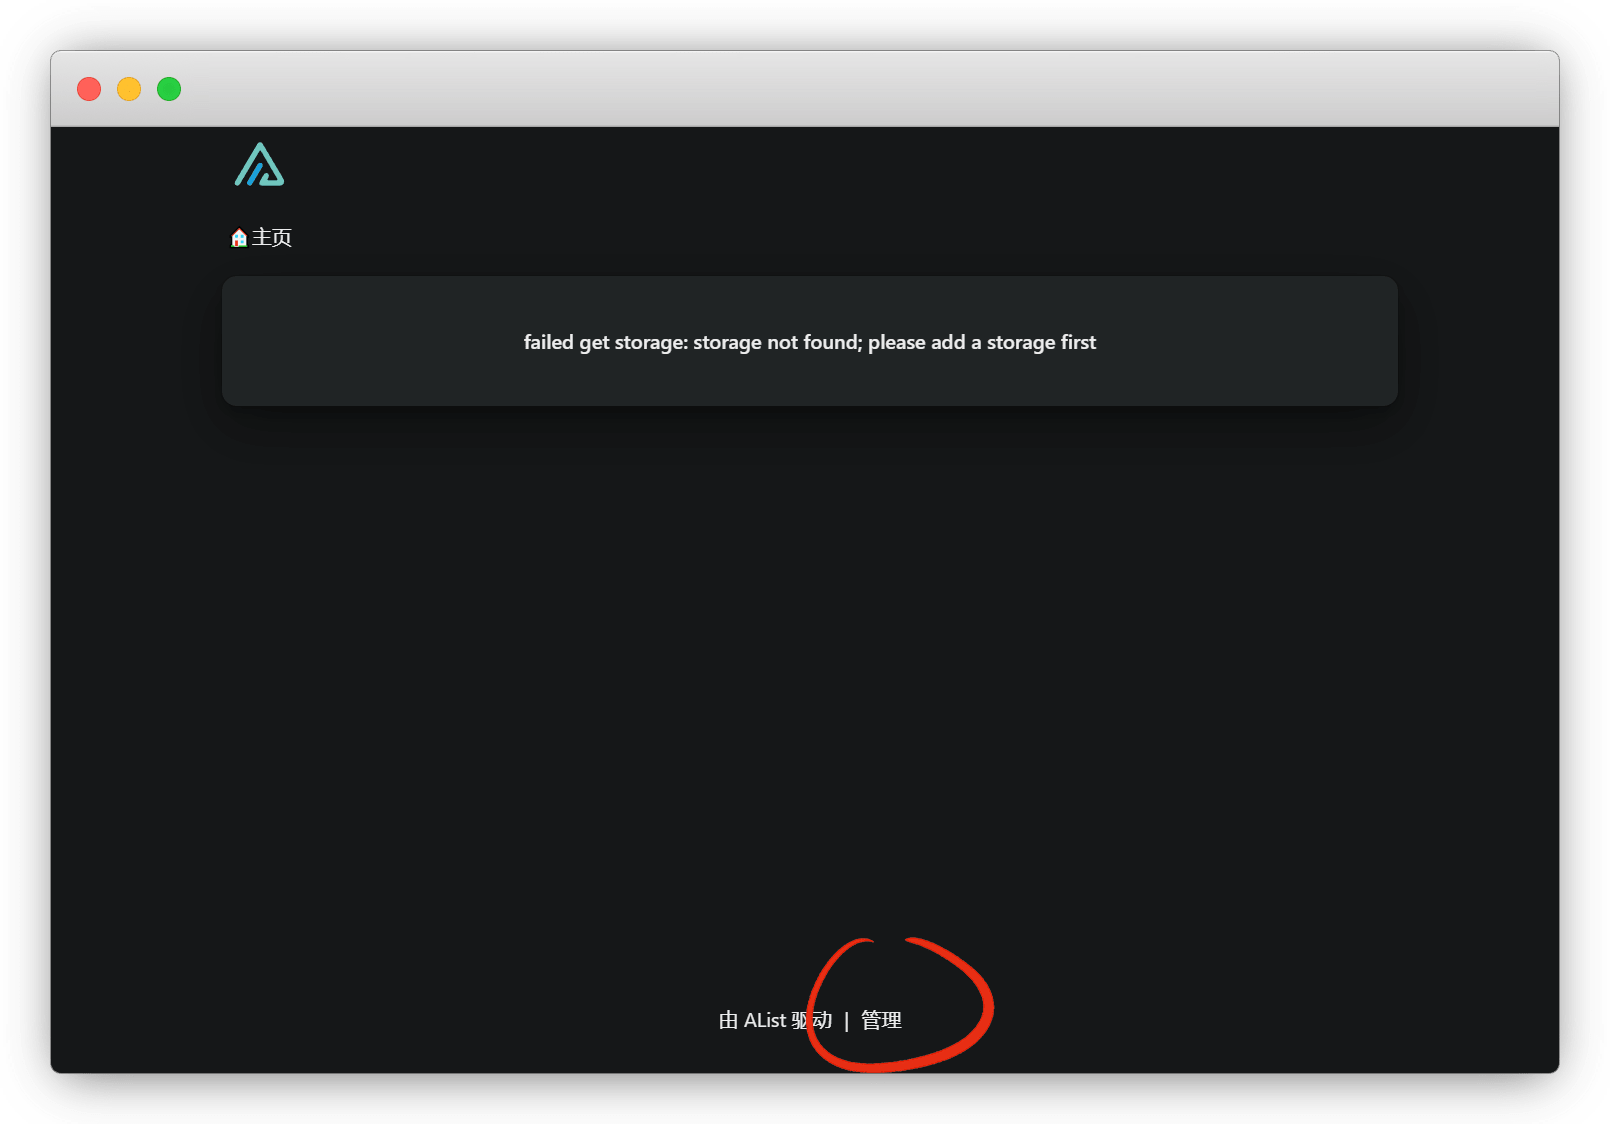 主页
failed get storage: storage not found; please add a storage first
由 AList 驱动 | 管理